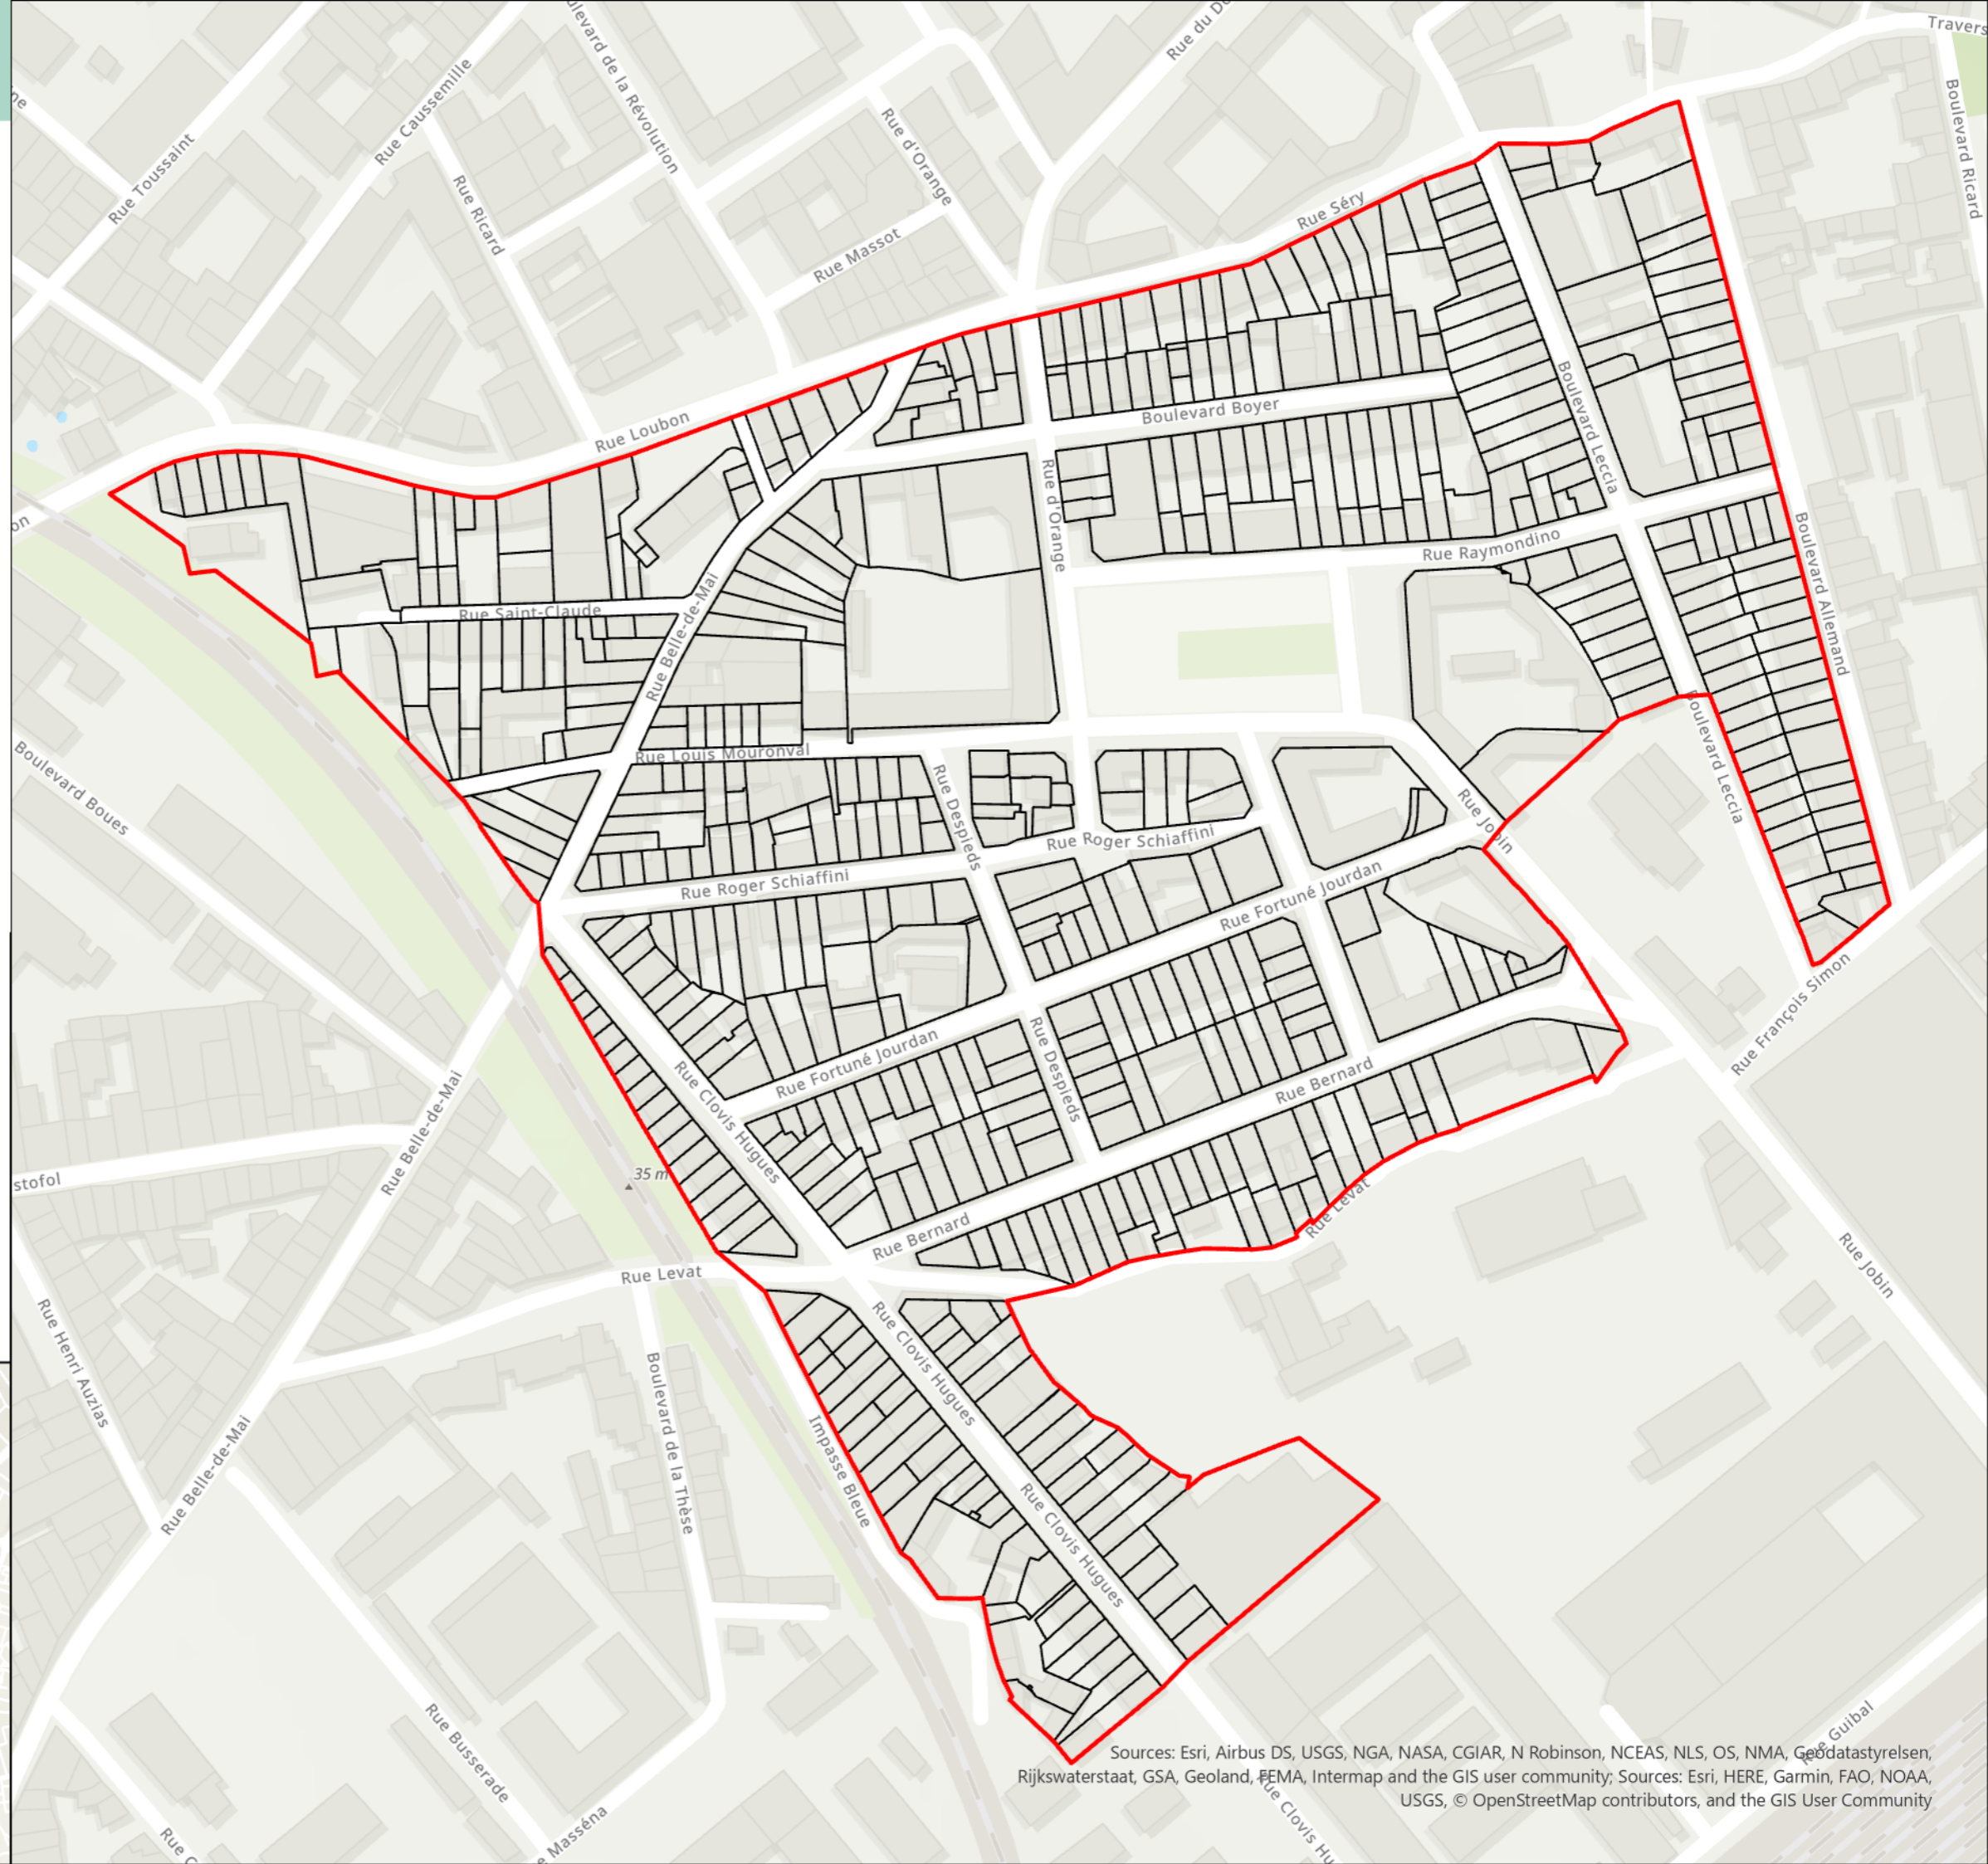 Travers
Rue Caussemille
Rue Toussaint
Rue Ricard
Rue d'Orange
Rue Massot
Rue Séry
Boulevard Ricard
Rue Loubon
Boulevard Boyer
Boulevard Leccia
Rue d'Orange
Rue Raymondino
Boulevard Allemand
Rue Saint-Claude
Rue Belle-de-Mai
Rue Louis Mouronval
Boulevard Leccia
Boulevard Boues
Rue Despieds
Rue Jobin
Rue Roger Schiaffini
Rue Roger Schiaffini
Rue Fortuné Jourdan
Rue François Simon
Rue Fortuné Jourdan
Rue Despieds
Rue Clovis Hugues
Rue Bernard
Rue Belle-de-Mai
stofol
35 m
Rue Levat
Rue Bernard
Rue Levat
Rue Jobin
Rue Henri Auzias
Rue Clovis Hugues
Boulevard de la Thèse
Impasse Bleue
Rue Belle-de-Mai
Rue Clovis Hugues
Rue Busserade
Rue Guibal
Sources: Esri, Airbus DS, USGS, NGA, NASA, CGIAR, N Robinson, NCEAS, NLS, OS, NMA, Geodatastyrelsen,
Rijkswaterstaat, GSA, Geoland, FEMA, Intermap and the GIS user community; Sources: Esri, HERE, Garmin, FAO, NOAA,
USGS, © OpenStreetMap contributors, and the GIS User Community
Rue Clovis Hu
Masséna